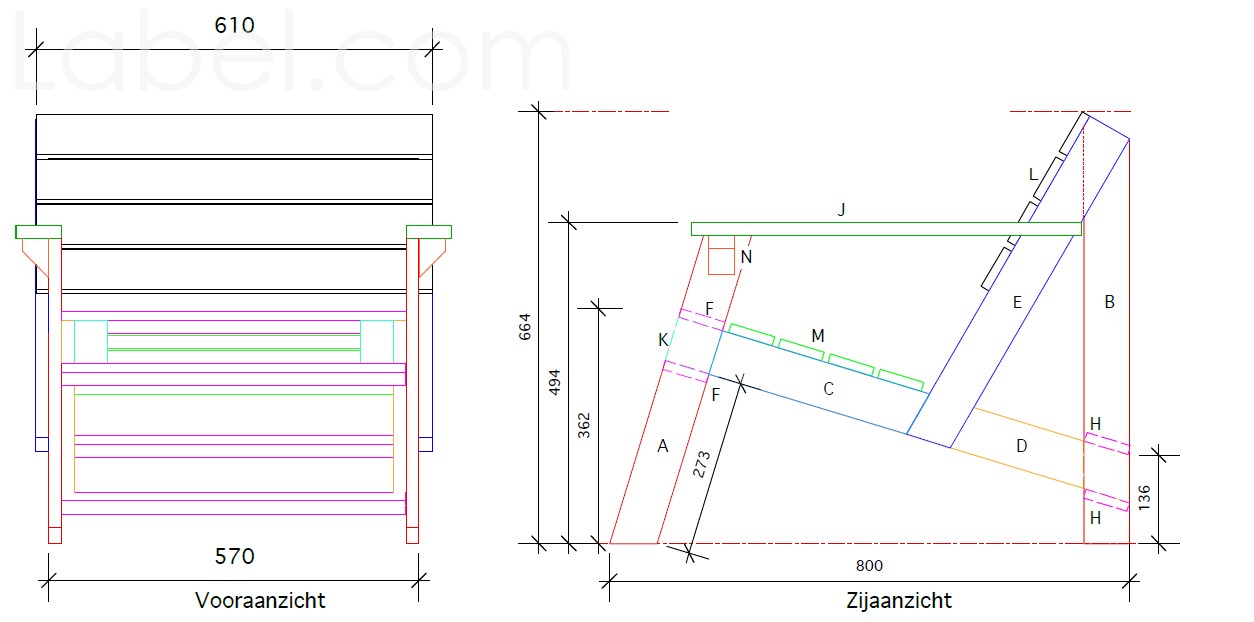 Label.com
610
570
Vooraanzicht
664
494
362
273
136
800
J
L
N
F
K
M
E
B
F
C
A
D
H
H
Zijaanzicht